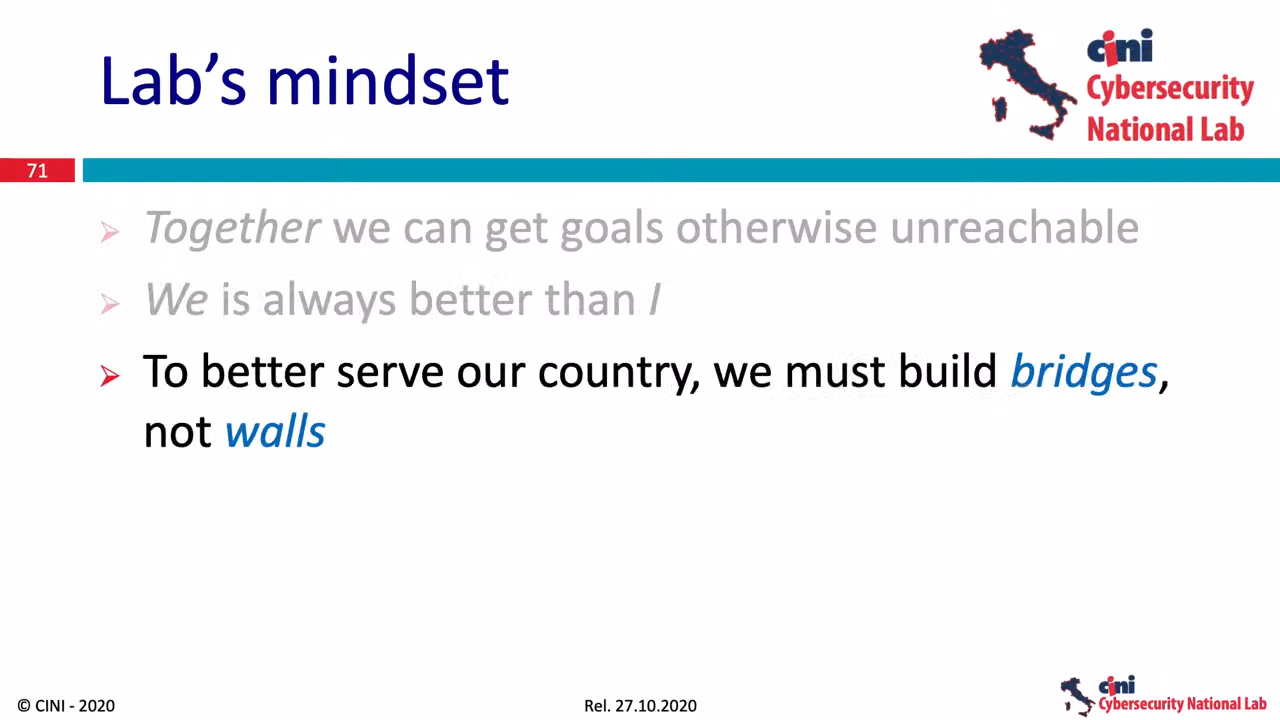 Lab’s mindset
cini
Cybersecurity
National Lab
71
Together we can get goals otherwise unreachable
We is always better than I
To better serve our country, we must build bridges,
not walls
© CINI - 2020
Rel. 27.10.2020
cini
Cybersecurity National Lab